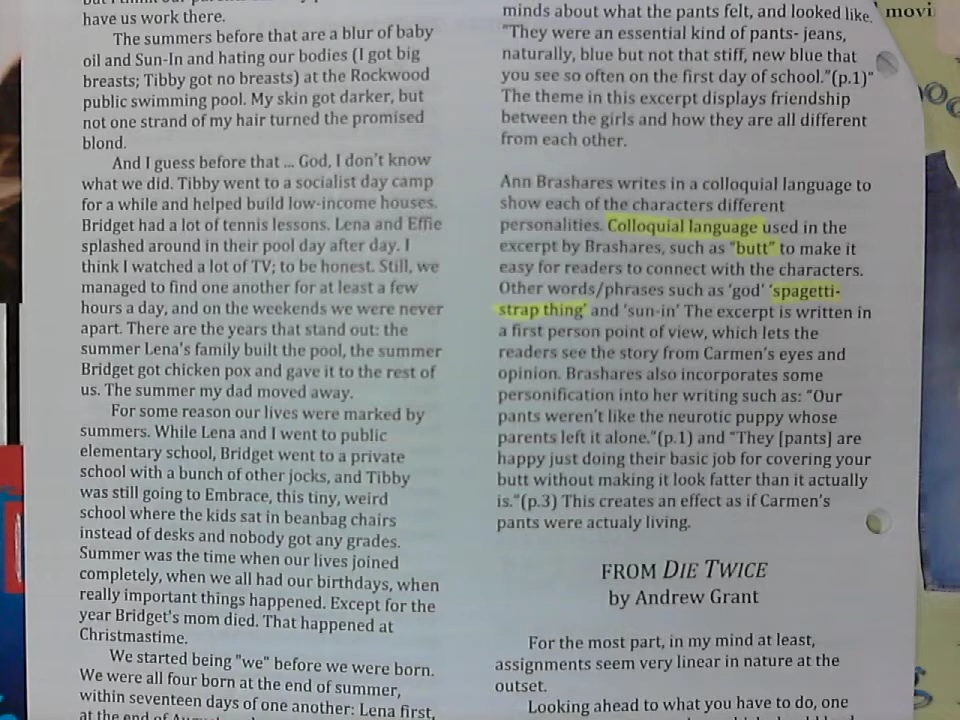 have us work there.
The summers before that are a blur of baby
oil and Sun-In and hating our bodies (I got big
breasts; Tibby got no breasts) at the Rockwood
public swimming pool. My skin got darker, but
not one strand of my hair turned the promised
blond.
And I guess before that ... God, I don't know
what we did. Tibby went to a socialist day camp
for a while and helped build low-income houses.
Bridget had a lot of tennis lessons. Lena and Effie
splashed around in their pool day after day. I
think I watched a lot of TV; to be honest. Still, we
managed to find one another for at least a few
hours a day, and on the weekends we were never
apart. There are the years that stand out: the
summer Lena's family built the pool, the summer
Bridget got chicken pox and gave it to the rest of
us. The summer my dad moved away.
For some reason our lives were marked by
summers. While Lena and I went to public
elementary school, Bridget went to a private
school with a bunch of other jocks, and Tibby
was still going to Embrace, this tiny, weird
school where the kids sat in beanbag chairs
instead of desks and nobody got any grades.
Summer was the time when our lives joined
completely, when we all had our birthdays, when
really important things happened. Except for the
year Bridget's mom died. That happened at
Christmastime.
We started being "we" before we were born.
We were all four born at the end of summer,
within seventeen days of one another: Lena first,
at the end of
minds about what the pants felt, and looked like.
"They were an essential kind of pants- jeans,
naturally, blue but not that stiff, new blue that
you see so often on the first day of school."(p.1)"
The theme in this excerpt displays friendship
between the girls and how they are all different
from each other.
Ann Brashares writes in a colloquial language to
show each of the characters different
personalities. Colloquial language used in the
excerpt by Brashares, such as "butt" to make it
easy for readers to connect with the characters.
Other words/phrases such as 'god' 'spagetti-
strap thing' and 'sun-in' The excerpt is written in
a first person point of view, which lets the
readers see the story from Carmen's eyes and
opinion. Brashares also incorporates some
personification into her writing such as: "Our
pants weren't like the neurotic puppy whose
parents left it alone."(p.1) and "They [pants] are
happy just doing their basic job for covering your
butt without making it look fatter than it actually
is."(p.3) This creates an effect as if Carmen's
pants were actualy living.
FROM DIE TWICE
by Andrew Grant
For the most part, in my mind at least,
assignments seem very linear in nature at the
outset.
Looking ahead to what you have to do, one